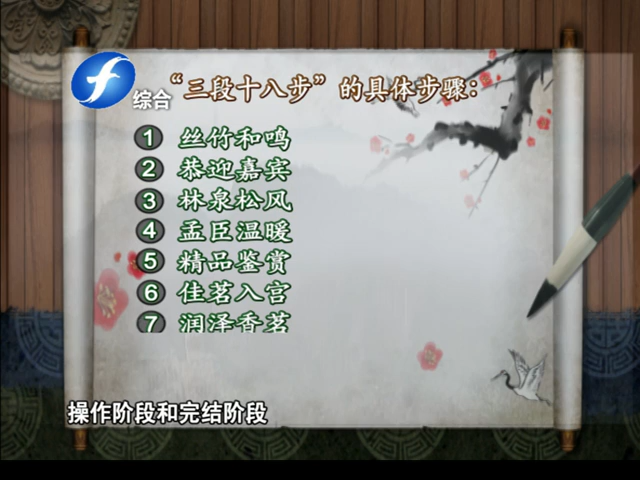 综合
“三段十八步”的具体步骤:
1 丝竹和鸣
2 恭迎嘉宾
3 林泉松风
4 孟臣温暖
5 精品鉴赏
6 佳茗入宫
7 润泽香茗
操作阶段和完结阶段